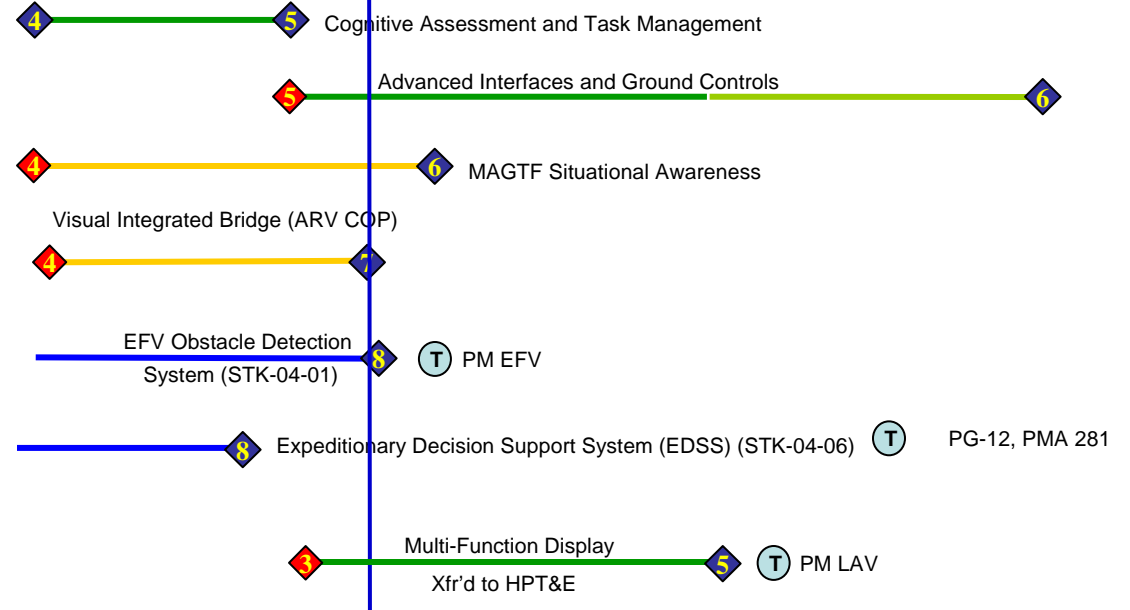 4 5 Cognitive Assessment and Task Management
Advanced Interfaces and Ground Controls
5 6
4 6 MAGTF Situational Awareness
Visual Integrated Bridge (ARV COP)
4 7
EFV Obstacle Detection
System (STK-04-01)
8 T PM EFV
8 Expeditionary Decision Support System (EDSS) (STK-04-06) T PG-12, PMA 281
Multi-Function Display
3 5 T PM LAV
Xfr'd to HPT&E